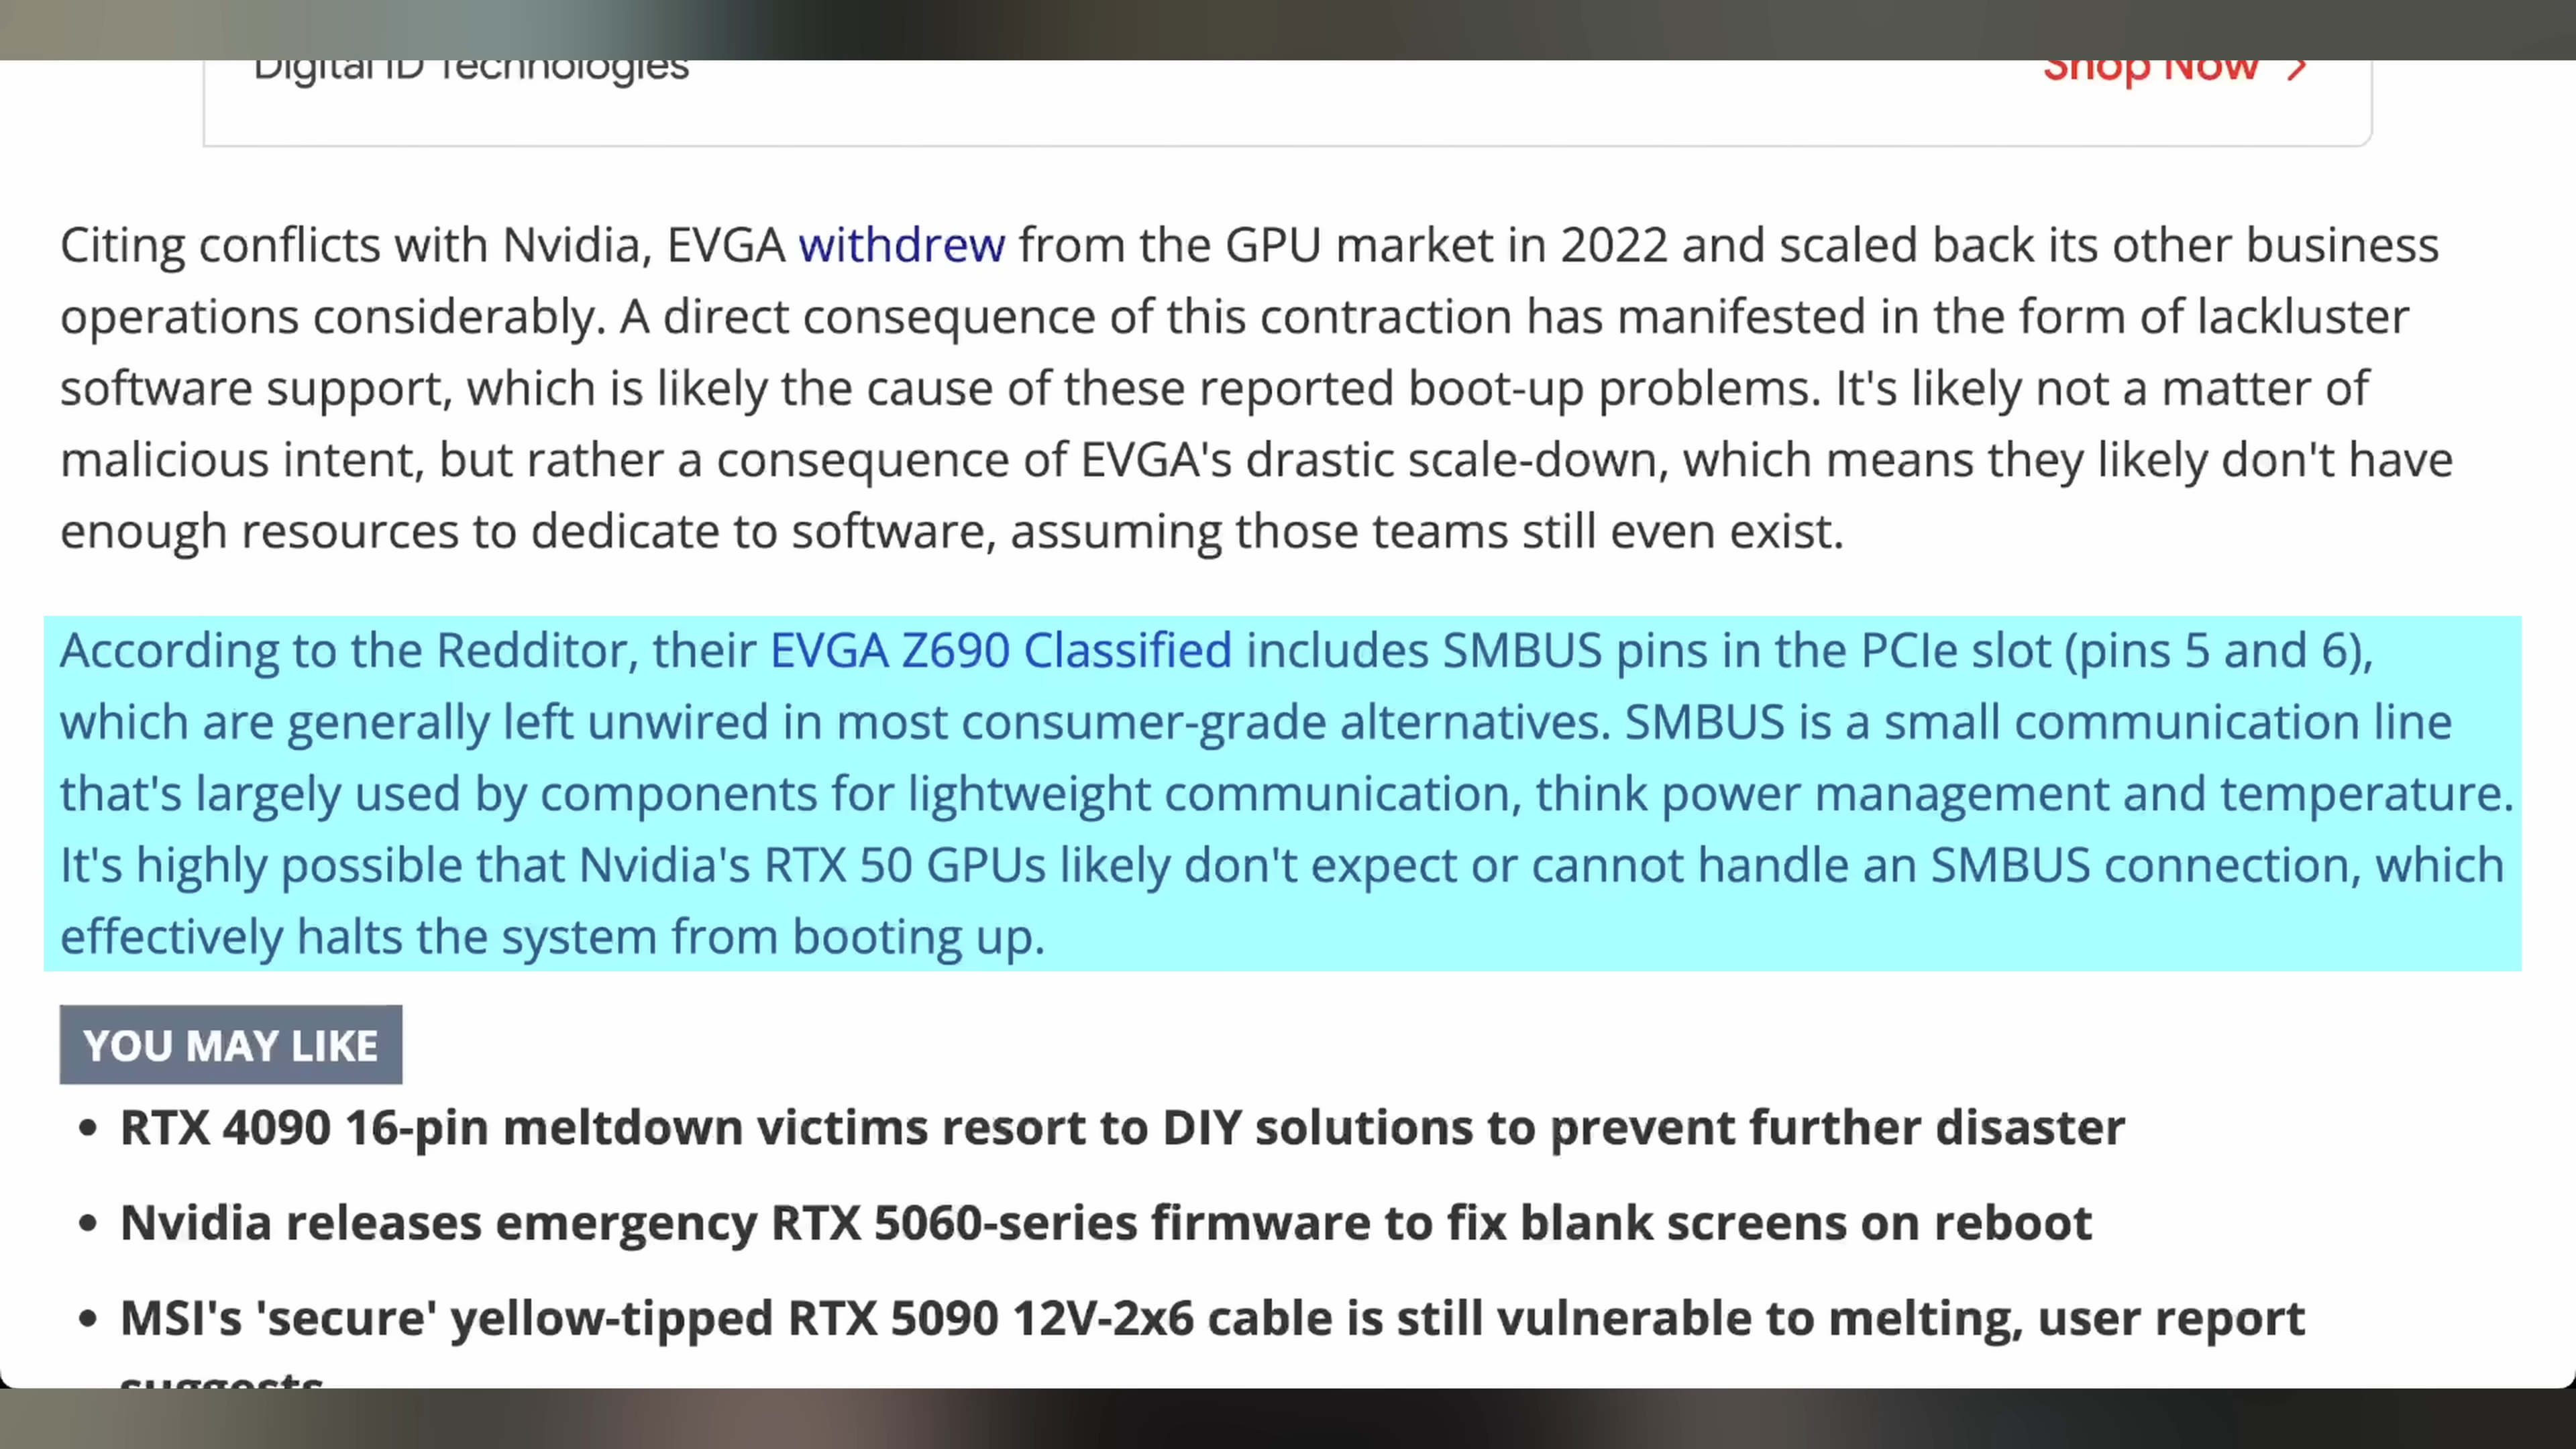 Digital ID Technologies
Shop Now
Citing conflicts with Nvidia, EVGA withdrew from the GPU market in 2022 and scaled back its other business
operations considerably. A direct consequence of this contraction has manifested in the form of lackluster
software support, which is likely the cause of these reported boot-up problems. It's likely not a matter of
malicious intent, but rather a consequence of EVGA's drastic scale-down, which means they likely don't have
enough resources to dedicate to software, assuming those teams still even exist.
According to the Redditor, their EVGA Z690 Classified includes SMBUS pins in the PCIe slot (pins 5 and 6),
which are generally left unwired in most consumer-grade alternatives. SMBUS is a small communication line
that's largely used by components for lightweight communication, think power management and temperature.
It's highly possible that Nvidia's RTX 50 GPUs likely don't expect or cannot handle an SMBUS connection, which
effectively halts the system from booting up.
YOU MAY LIKE
• RTX 4090 16-pin meltdown victims resort to DIY solutions to prevent further disaster
• Nvidia releases emergency RTX 5060-series firmware to fix blank screens on reboot
• MSI's 'secure' yellow-tipped RTX 5090 12V-2x6 cable is still vulnerable to melting, user report
suggests